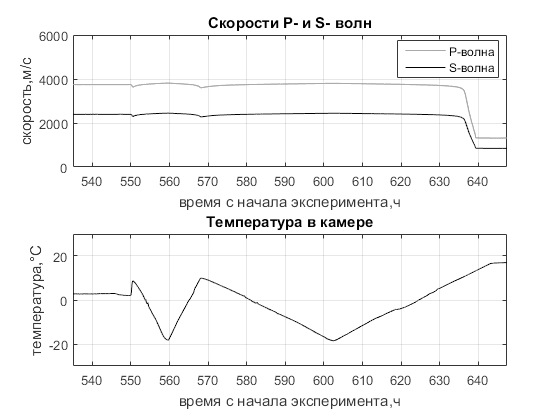 Скорости P- и S- волн
6000
4000
2000
0
скорость,м/с
P-волна
S-волна
540 550 560 570 580 590 600 610 620 630 640
время с начала эксперимента,ч
Температура в камере
20
0
-20
температура,°C
540 550 560 570 580 590 600 610 620 630 640
время с начала эксперимента,ч